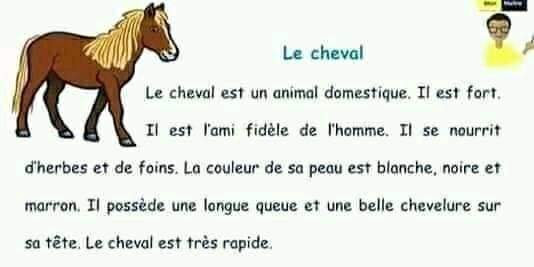 Mon Maître
Le cheval
Le cheval est un animal domestique. Il est fort.
Il est l'ami fidèle de l'homme. Il se nourrit
d'herbes et de foins. La couleur de sa peau est blanche, noire et
marron. Il possède une longue queue et une belle chevelure sur
sa tête. Le cheval est très rapide.